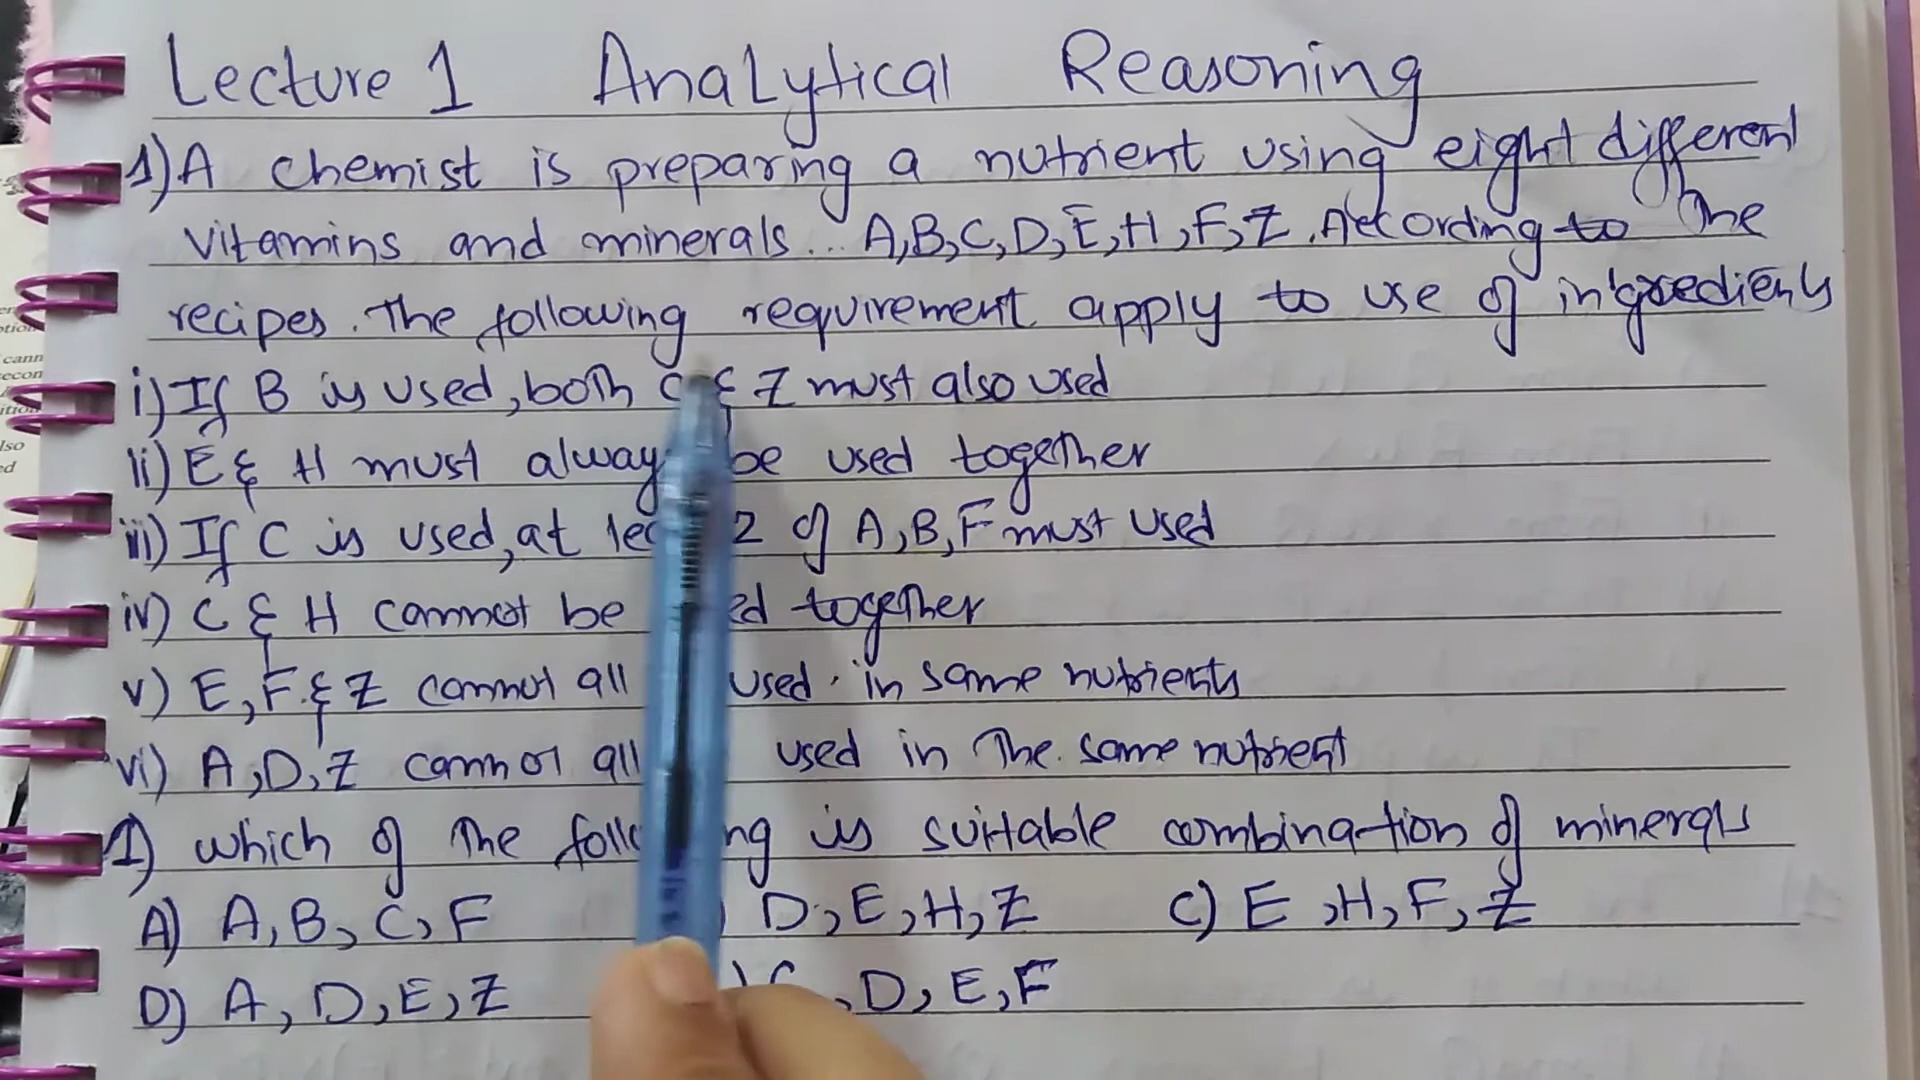 Lecture 1 Analytical Reasoning
1) A chemist is preparing a nutrient using eight different
vitamins and minerals... A,B,C,D,E,H,F,Z. According to the
recipes. The following requirement apply to use of ingredients
i) If B is used, both C & Z must also used
ii) E & H must always be used together
iii) If C is used, at 2 of A,B,F must used
iv) C & H cannot be together
v) E,F & Z cannot all used in same nutrients
vi) A,D,Z cannot all used in the same nutrient
1) which of the is suitable combination of minerals
A) A, B, C, F D, E, H, Z C) E, H, F, Z
D) A, D, E, Z C, D, E, F